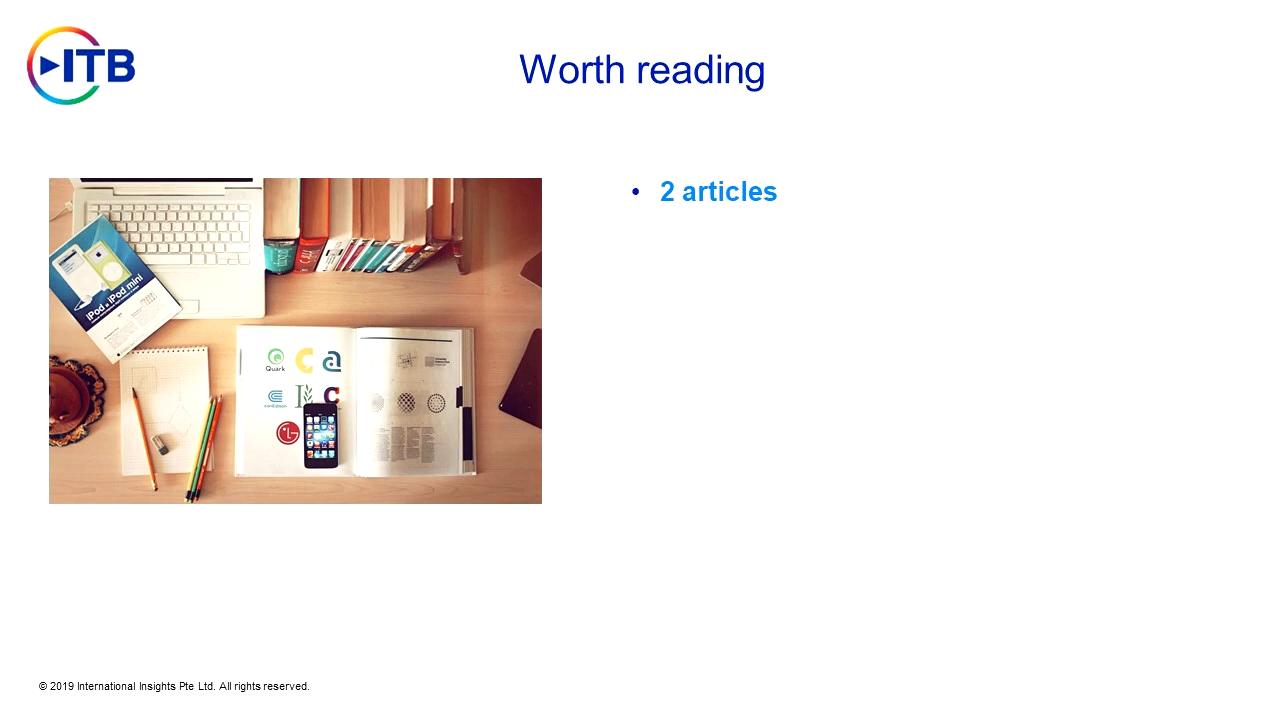 ITB
Worth reading
• 2 articles
iPod & iPod mini
Quark
conEdison
LG
© 2019 International Insights Pte Ltd. All rights reserved.